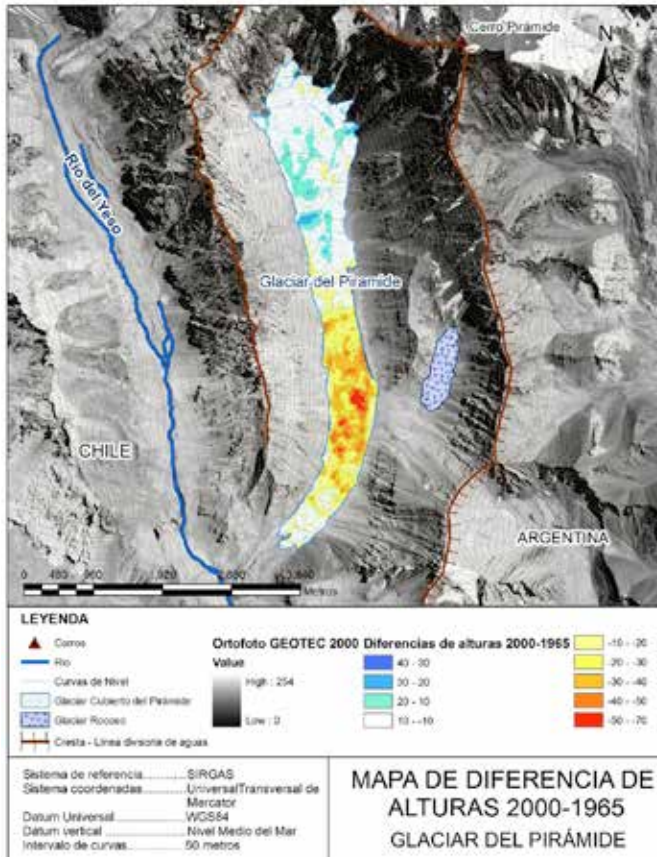 Cerro Pirámide
N
Río del Yeso
Glaciar del Pirámide
CHILE
ARGENTINA
Metros
LEYENDA
Cerros
Río
Curvas de Nivel
Glaciar Cubierto del Pirámide
Glaciar Rocoso
Cresta - Línea divisoria de aguas
Ortofoto GEOTEC 2000
Value
High : 254
Low : 0
Diferencias de alturas 2000-1965
40 - 30
30 - 20
20 - 10
10 - -10
-10 - -20
-20 - -30
-30 - -40
-40 - -50
-50 - -70
Sistema de referencia..............SIRGAS
Sistema coordenadas..............UniversalTransversal de
Mercator
Datum Universal......................WGS84
Dátum vertical.........................Nivel Medio del Mar
Intervalo de curvas..................50 metros
MAPA DE DIFERENCIA DE
ALTURAS 2000-1965
GLACIAR DEL PIRÁMIDE